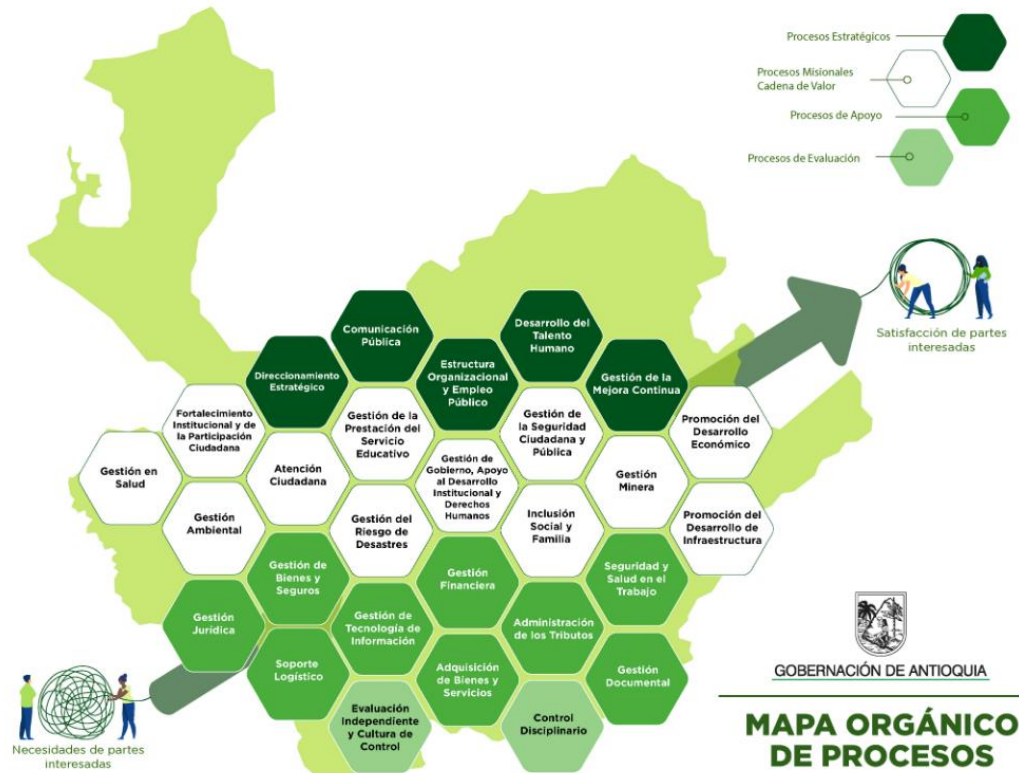 Procesos Estratégicos
Procesos Misionales
Cadena de Valor
Procesos de Apoyo
Procesos de Evaluación
Satisfacción de partes
interesadas
Comunicación
Pública
Desarrollo del
Talento
Humano
Direccionamiento
Estratégico
Estructura
Organizacional
y Empleo
Público
Gestión de la
Mejora Continua
Fortalecimiento
Institucional y de
la Participación
Ciudadana
Gestión de la
Prestación del
Servicio
Educativo
Gestión de
la Seguridad
Ciudadana y
Pública
Promoción del
Desarrollo
Económico
Gestión en
Salud
Atención
Ciudadana
Gestión de
Gobierno, Apoyo
al Desarrollo
Institucional y
Derechos
Humanos
Gestión
Minera
Gestión
Ambiental
Gestión del
Riesgo de
Desastres
Inclusión
Social y
Familia
Promoción del
Desarrollo de
Infraestructura
Gestión de
Bienes y
Seguros
Gestión
Financiera
Seguridad y
Salud en el
Trabajo
Gestión
Jurídica
Gestión de
Tecnología de
Información
Administración
de los Tributos
Soporte
Logístico
Adquisición
de Bienes y
Servicios
Gestión
Documental
Evaluación
Independiente
y Cultura de
Control
Control
Disciplinario
Necesidades de partes
interesadas
GOBERNACIÓN DE ANTIOQUIA
MAPA ORGÁNICO
DE PROCESOS